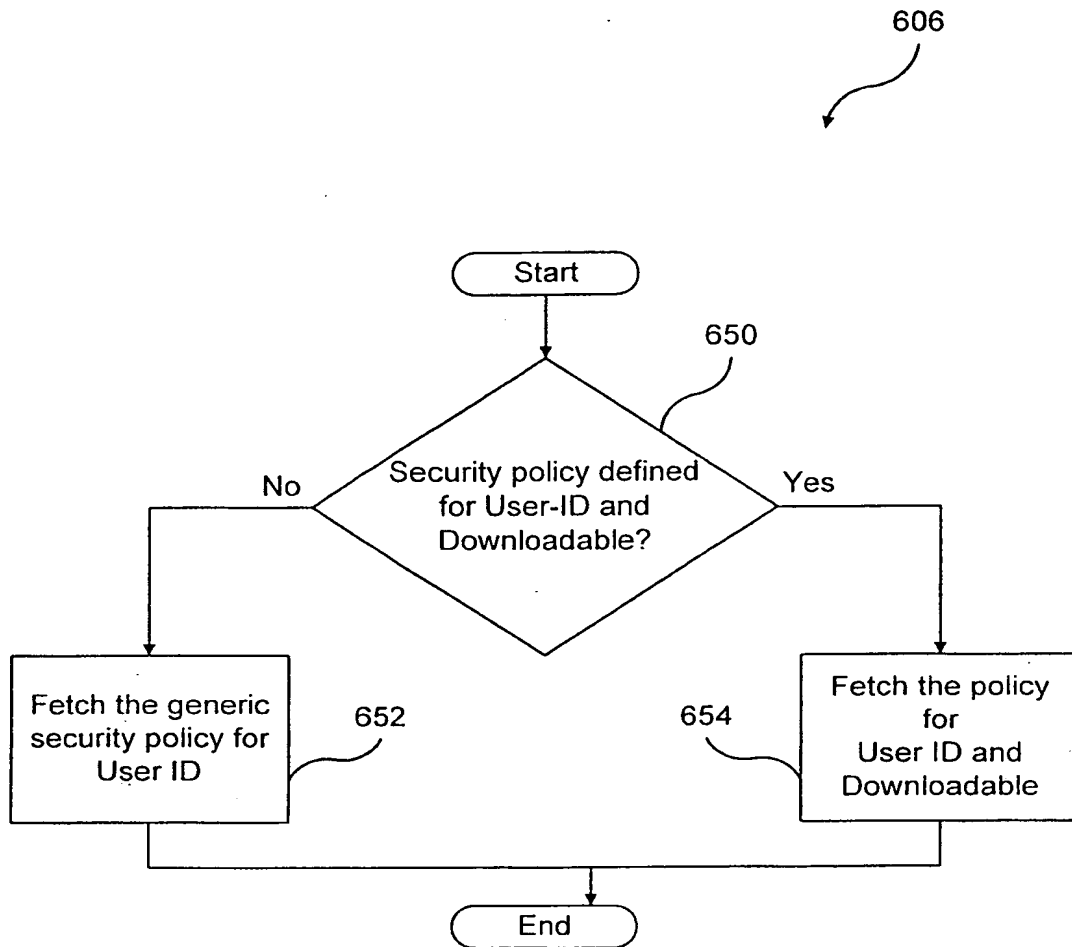 606
Start
650
Security policy defined
for User-ID and
Downloadable?
No
Yes
Fetch the generic
security policy for
User ID
652
654
Fetch the policy
for
User ID and
Downloadable
End